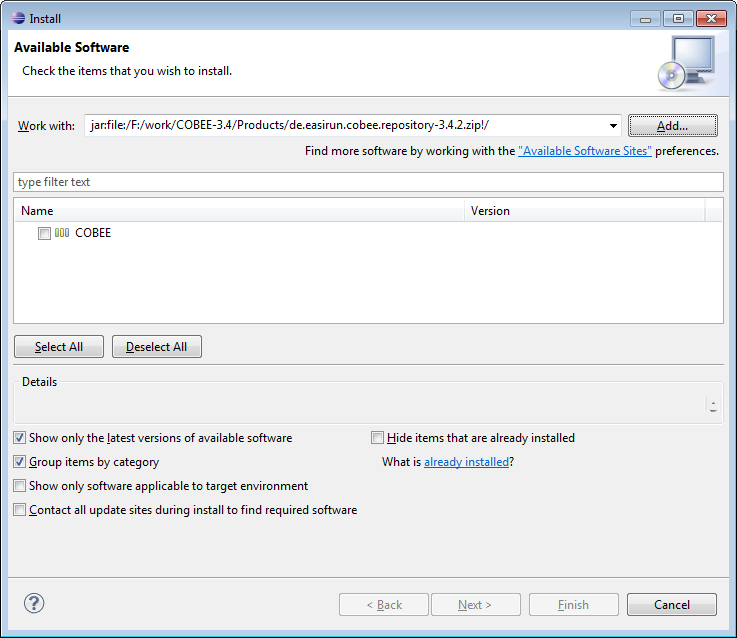 Install
Available Software
Check the items that you wish to install.
Work with: jar:file:/F:/work/COBEE-3.4/Products/de.easirun.cobee.repository-3.4.2.zip!/ Add...
Find more software by working with the "Available Software Sites" preferences.
type filter text
Name Version
COBEE
Select All Deselect All
Details
Show only the latest versions of available software Hide items that are already installed
Group items by category What is already installed?
Show only software applicable to target environment
Contact all update sites during install to find required software
? < Back Next > Finish Cancel